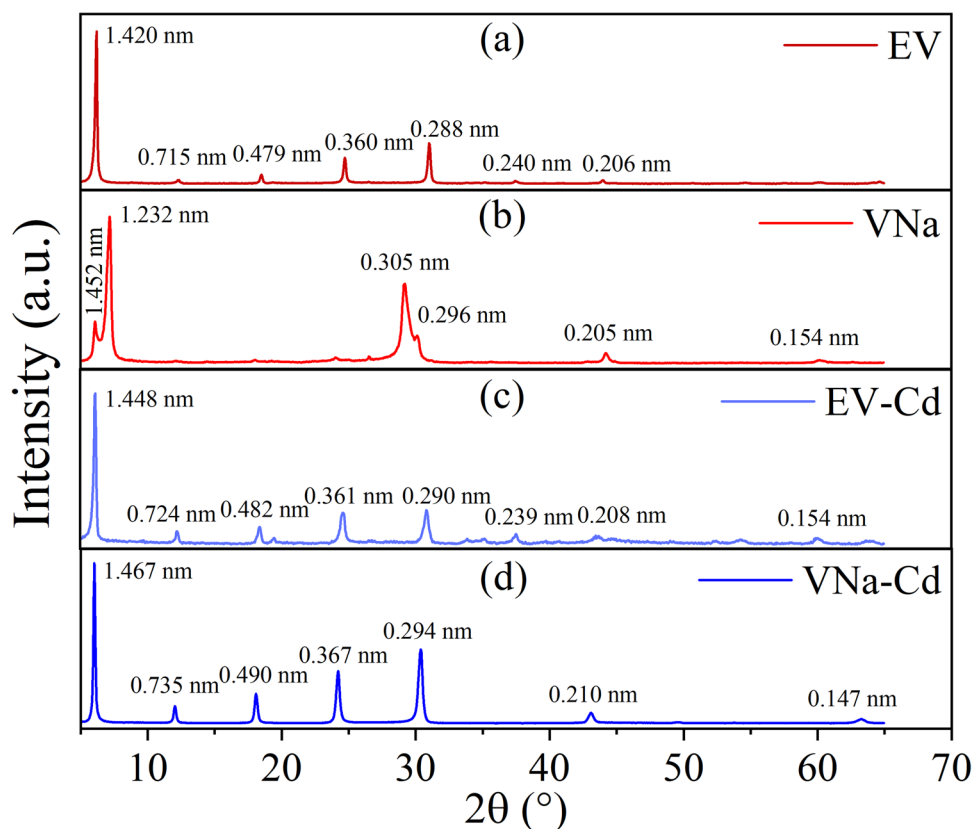 Intensity (a.u.)
(a)
EV
1.420 nm
0.715 nm
0.479 nm
0.360 nm
0.288 nm
0.240 nm
0.206 nm
(b)
VNa
1.452 nm
1.232 nm
0.305 nm
0.296 nm
0.205 nm
0.154 nm
(c)
EV-Cd
1.448 nm
0.724 nm
0.482 nm
0.361 nm
0.290 nm
0.239 nm
0.208 nm
0.154 nm
(d)
VNa-Cd
1.467 nm
0.735 nm
0.490 nm
0.367 nm
0.294 nm
0.210 nm
0.147 nm
10 20 30 40 50 60 70
2θ (°)